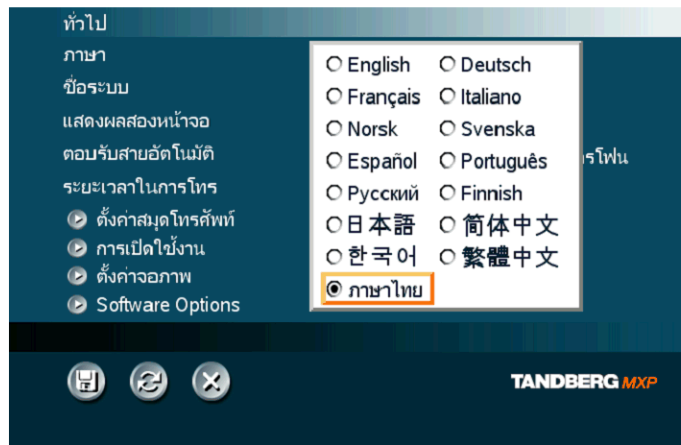 ทั่วไป
ภาษา
ชื่อระบบ
แสดงผลสองหน้าจอ
ตอบรับสายอัตโนมัติ
ระยะเวลาในการโทร
ตั้งค่าสมุดโทรศัพท์
การเปิดใช้งาน
ตั้งค่าจอภาพ
Software Options
English Deutsch
Français Italiano
Norsk Svenska
Español Português
Русский Finnish
日本語 简体中文
한국어 繁體中文
ภาษาไทย
รโฟน
TANDBERG MXP